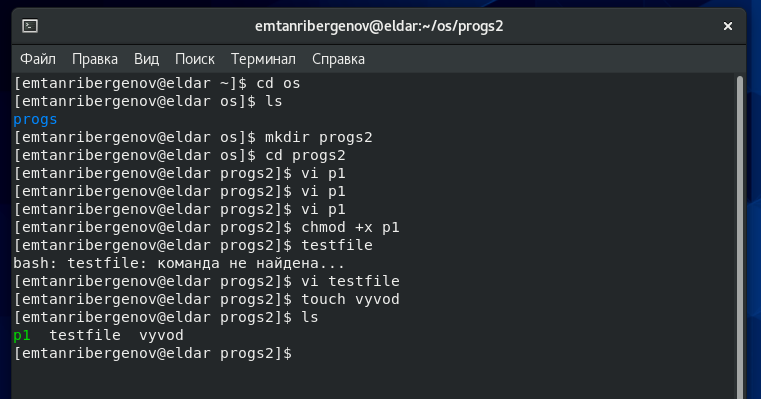 emtanribergenov@eldar:~/os/progs2
Файл Правка Вид Поиск Терминал Справка
[emtanribergenov@eldar ~]$ cd os
[emtanribergenov@eldar os]$ ls
progs
[emtanribergenov@eldar os]$ mkdir progs2
[emtanribergenov@eldar os]$ cd progs2
[emtanribergenov@eldar progs2]$ vi p1
[emtanribergenov@eldar progs2]$ vi p1
[emtanribergenov@eldar progs2]$ vi p1
[emtanribergenov@eldar progs2]$ chmod +x p1
[emtanribergenov@eldar progs2]$ testfile
bash: testfile: команда не найдена...
[emtanribergenov@eldar progs2]$ vi testfile
[emtanribergenov@eldar progs2]$ touch vyvod
[emtanribergenov@eldar progs2]$ ls
p1  testfile  vyvod
[emtanribergenov@eldar progs2]$